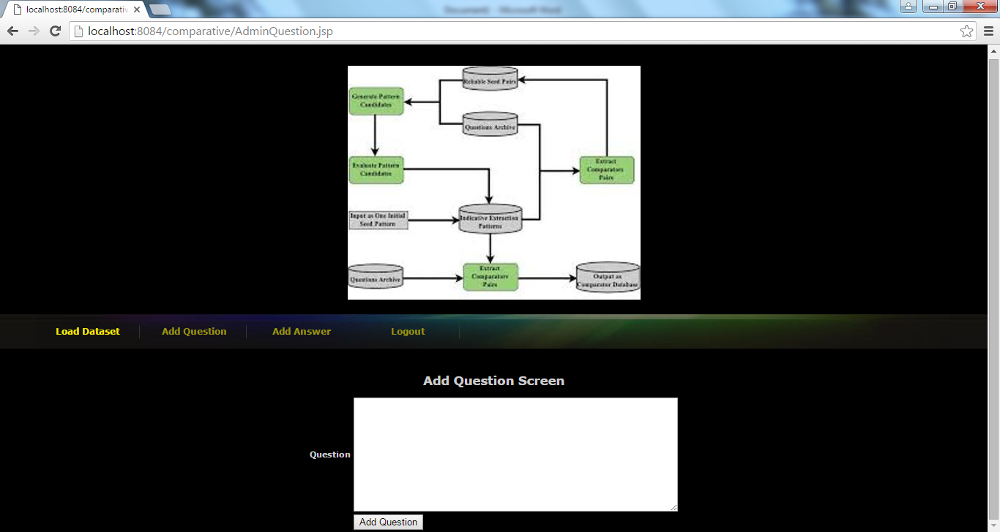 localhost:8084/comparativ
Document1 - Microsoft Word
localhost:8084/comparative/AdminQuestion.jsp
Reliable Seed Pairs
Generate Pattern
Candidates
Questions Archive
Evaluate Pattern
Candidates
Extract
Comparators
Pairs
Input as One Initial
Seed Pattern
Indicative Extraction
Patterns
Questions Archive
Extract
Comparators
Pairs
Output as
Comparator Database
Load Dataset
Add Question
Add Answer
Logout
Add Question Screen
Question
Add Question